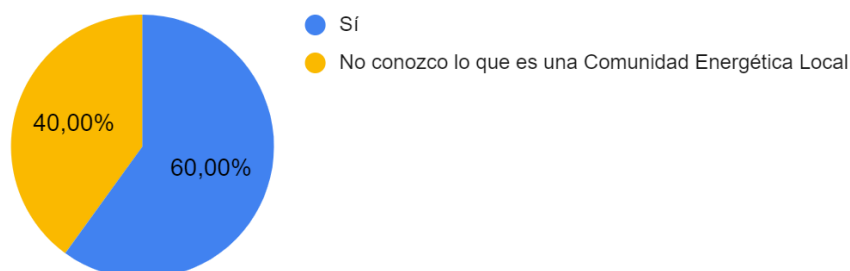 Sí
No conozco lo que es una Comunidad Energética Local
40,00%
60,00%